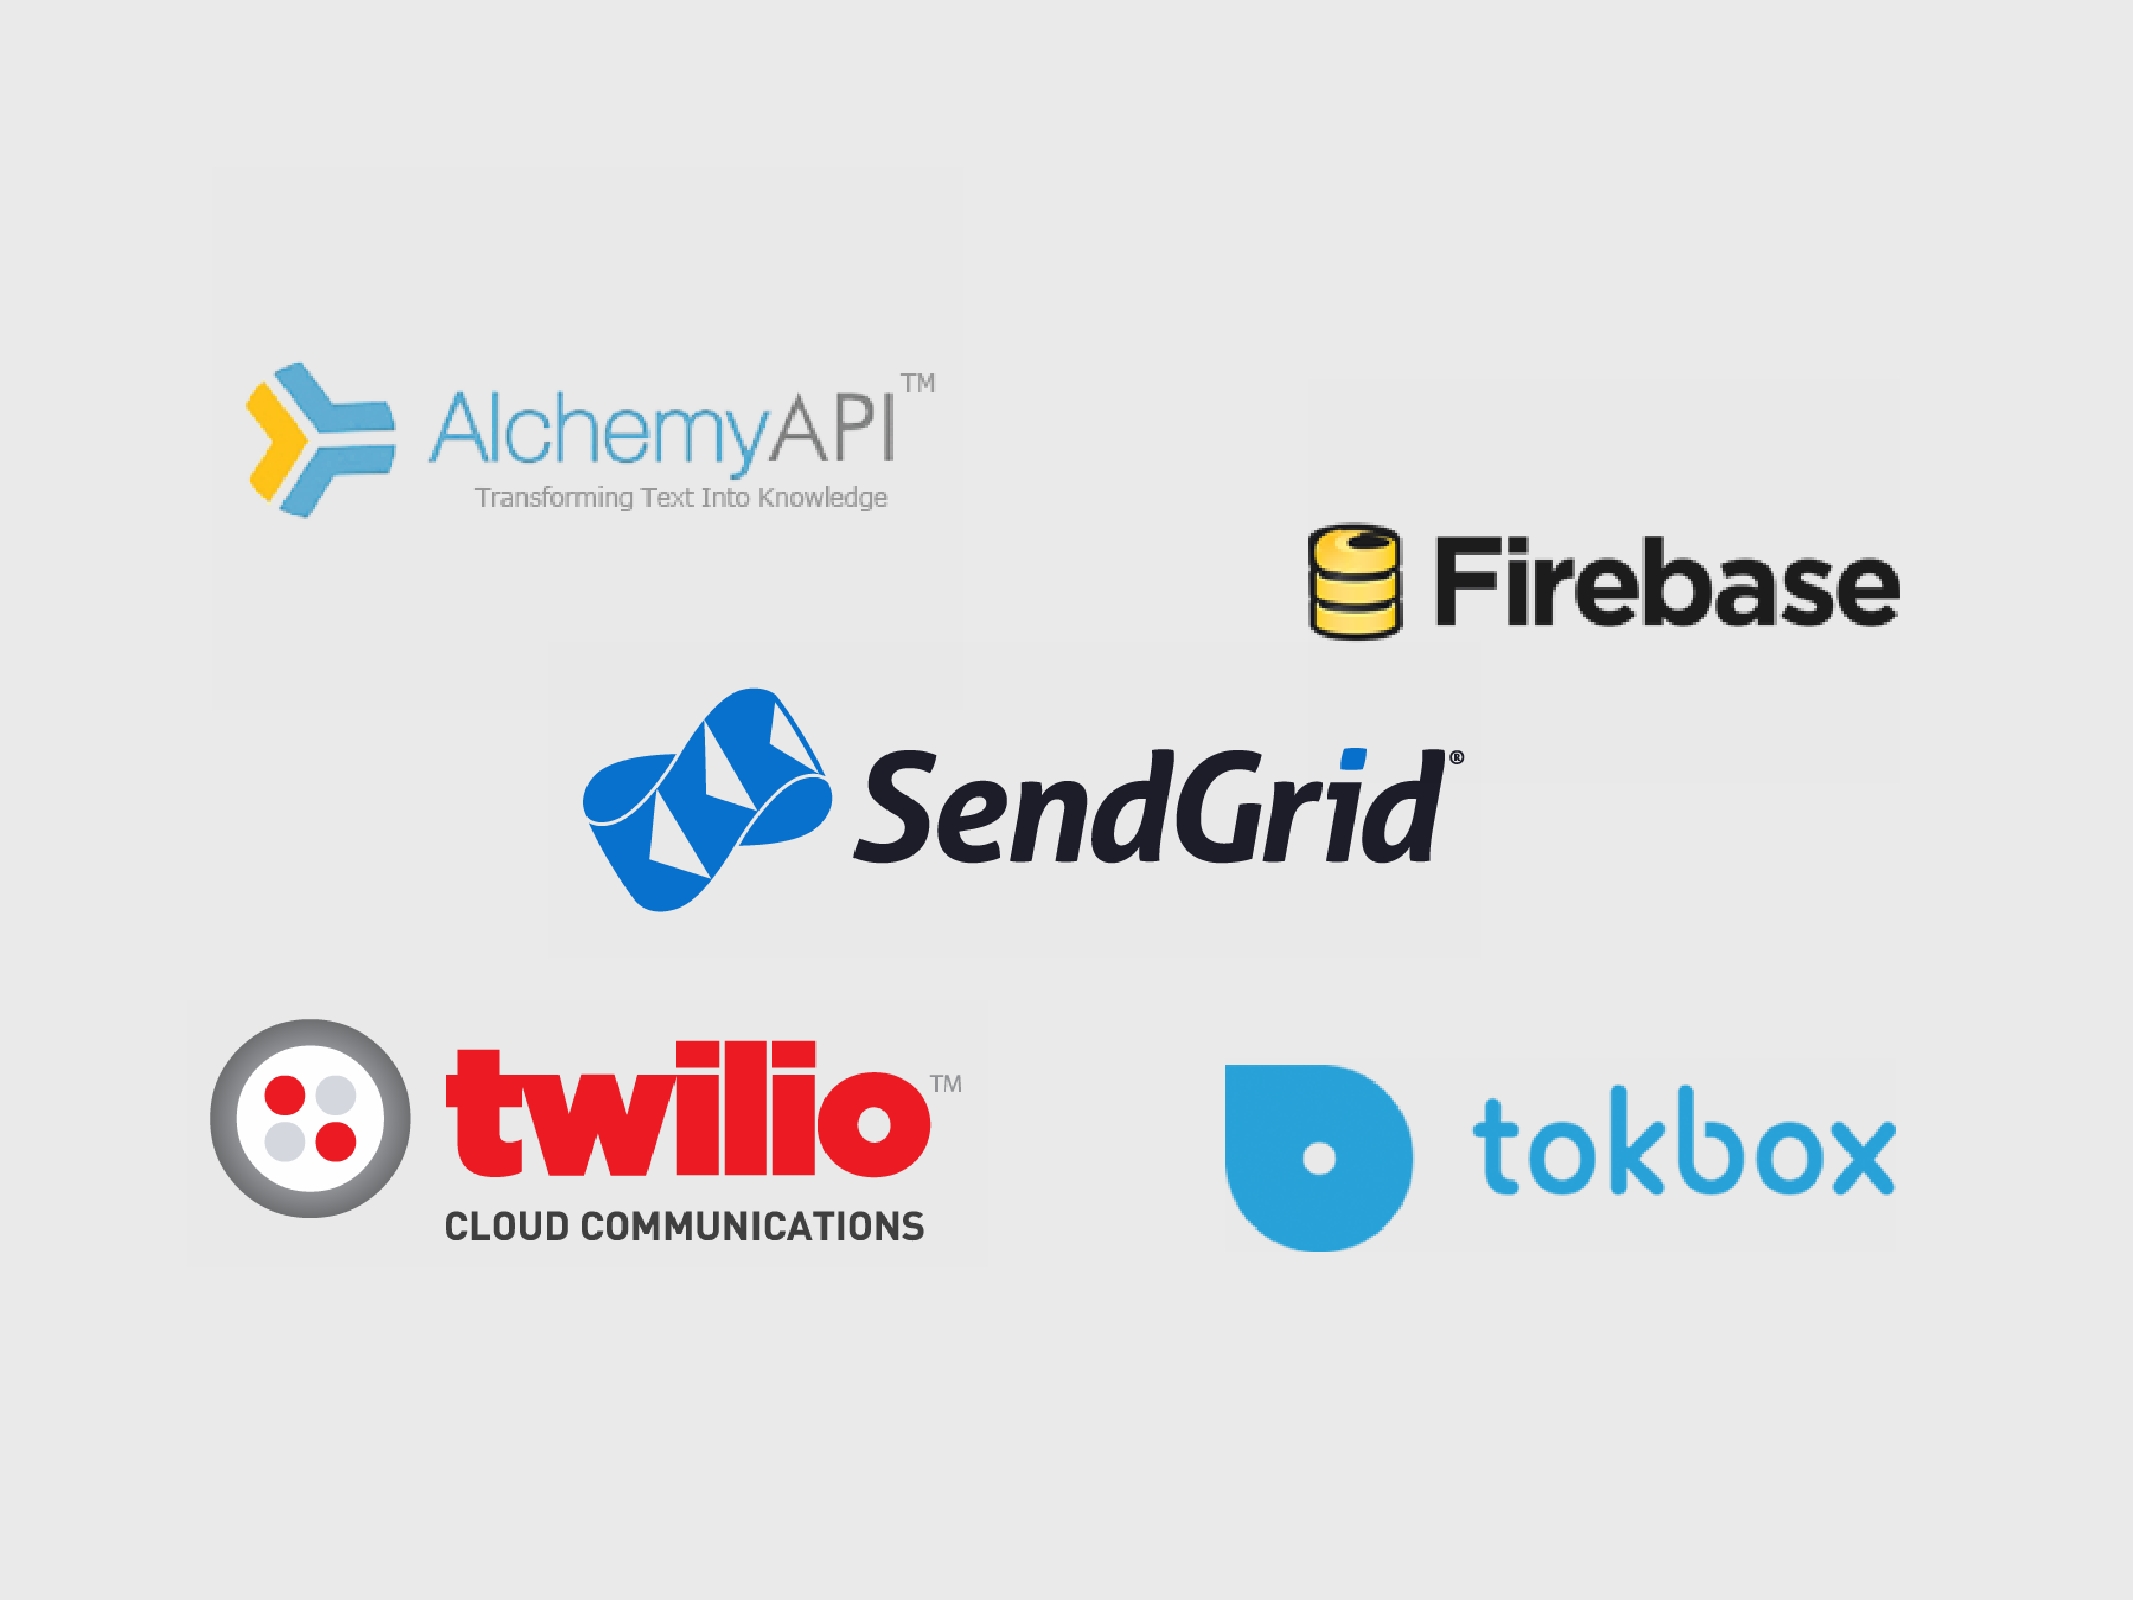 AlchemyAPI™
Transforming Text Into Knowledge
Firebase
SendGrid®
twilio™
CLOUD COMMUNICATIONS
tokbox